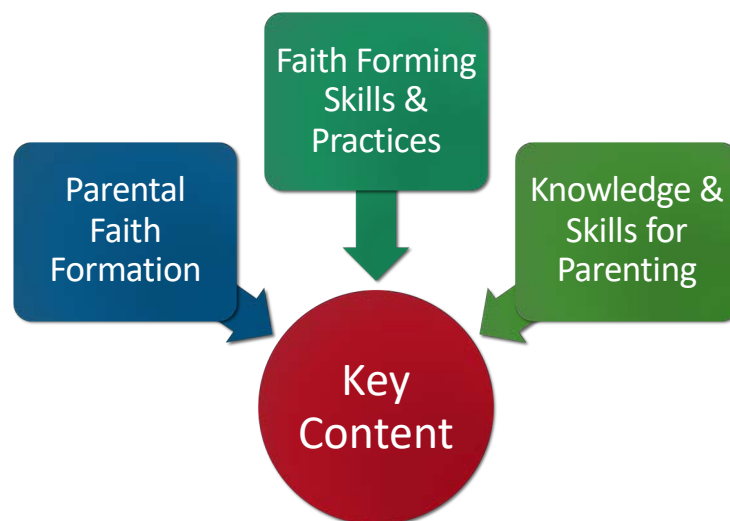 Faith Forming
Skills &
Practices
Parental
Faith
Formation
Knowledge &
Skills for
Parenting
Key
Content